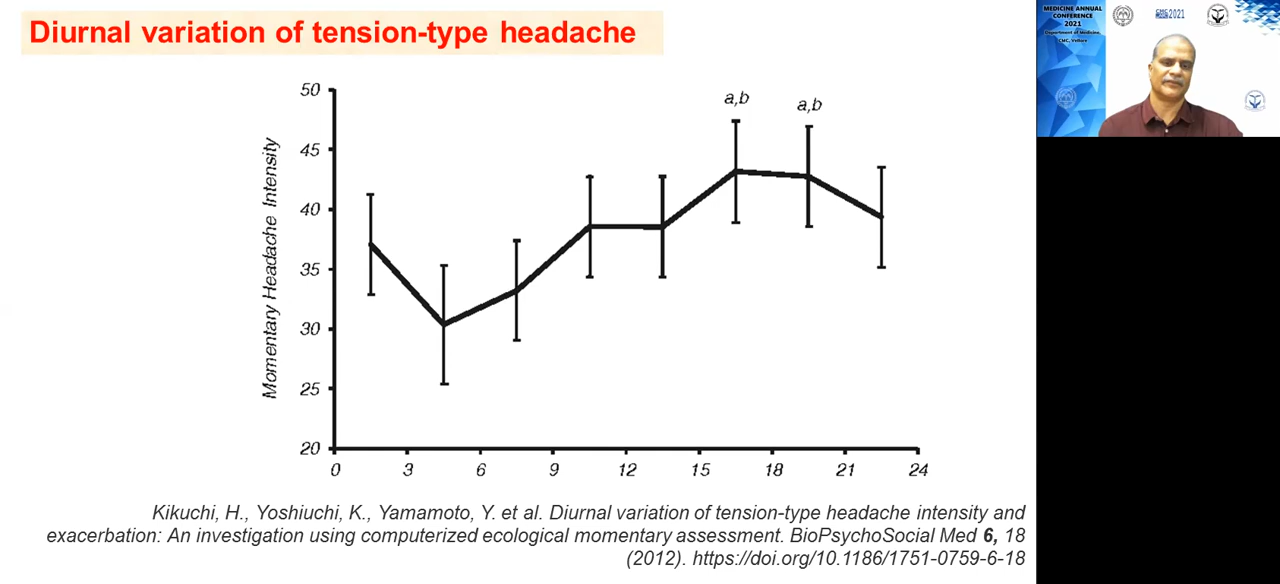 Diurnal variation of tension-type headache
MEDICINE ANNUAL
CONFERENCE
2021
Department of Medicine,
CMC, Vellore
2021
50
a,b
a,b
45
40
35
30
25
20
Momentary Headache Intensity
0 3 6 9 12 15 18 21 24
Kikuchi, H., Yoshiuchi, K., Yamamoto, Y. et al. Diurnal variation of tension-type headache intensity and
exacerbation: An investigation using computerized ecological momentary assessment. BioPsychoSocial Med 6, 18
(2012). https://doi.org/10.1186/1751-0759-6-18